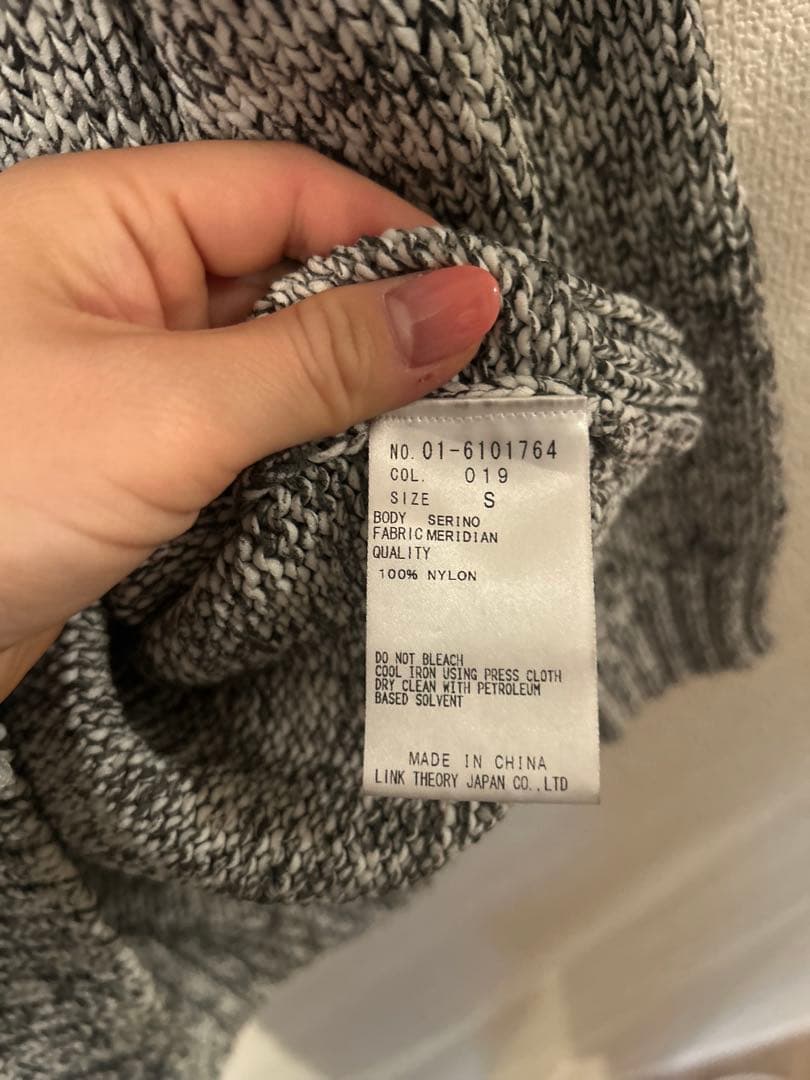 NO. 01-6101764
COL. 019
SIZE S
BODY SERINO
FABRIC MERIDIAN
QUALITY
100% NYLON
DO NOT BLEACH
COOL IRON USING PRESS CLOTH
DRY CLEAN WITH PETROLEUM
BASED SOLVENT
MADE IN CHINA
LINK THEORY JAPAN CO.,LTD